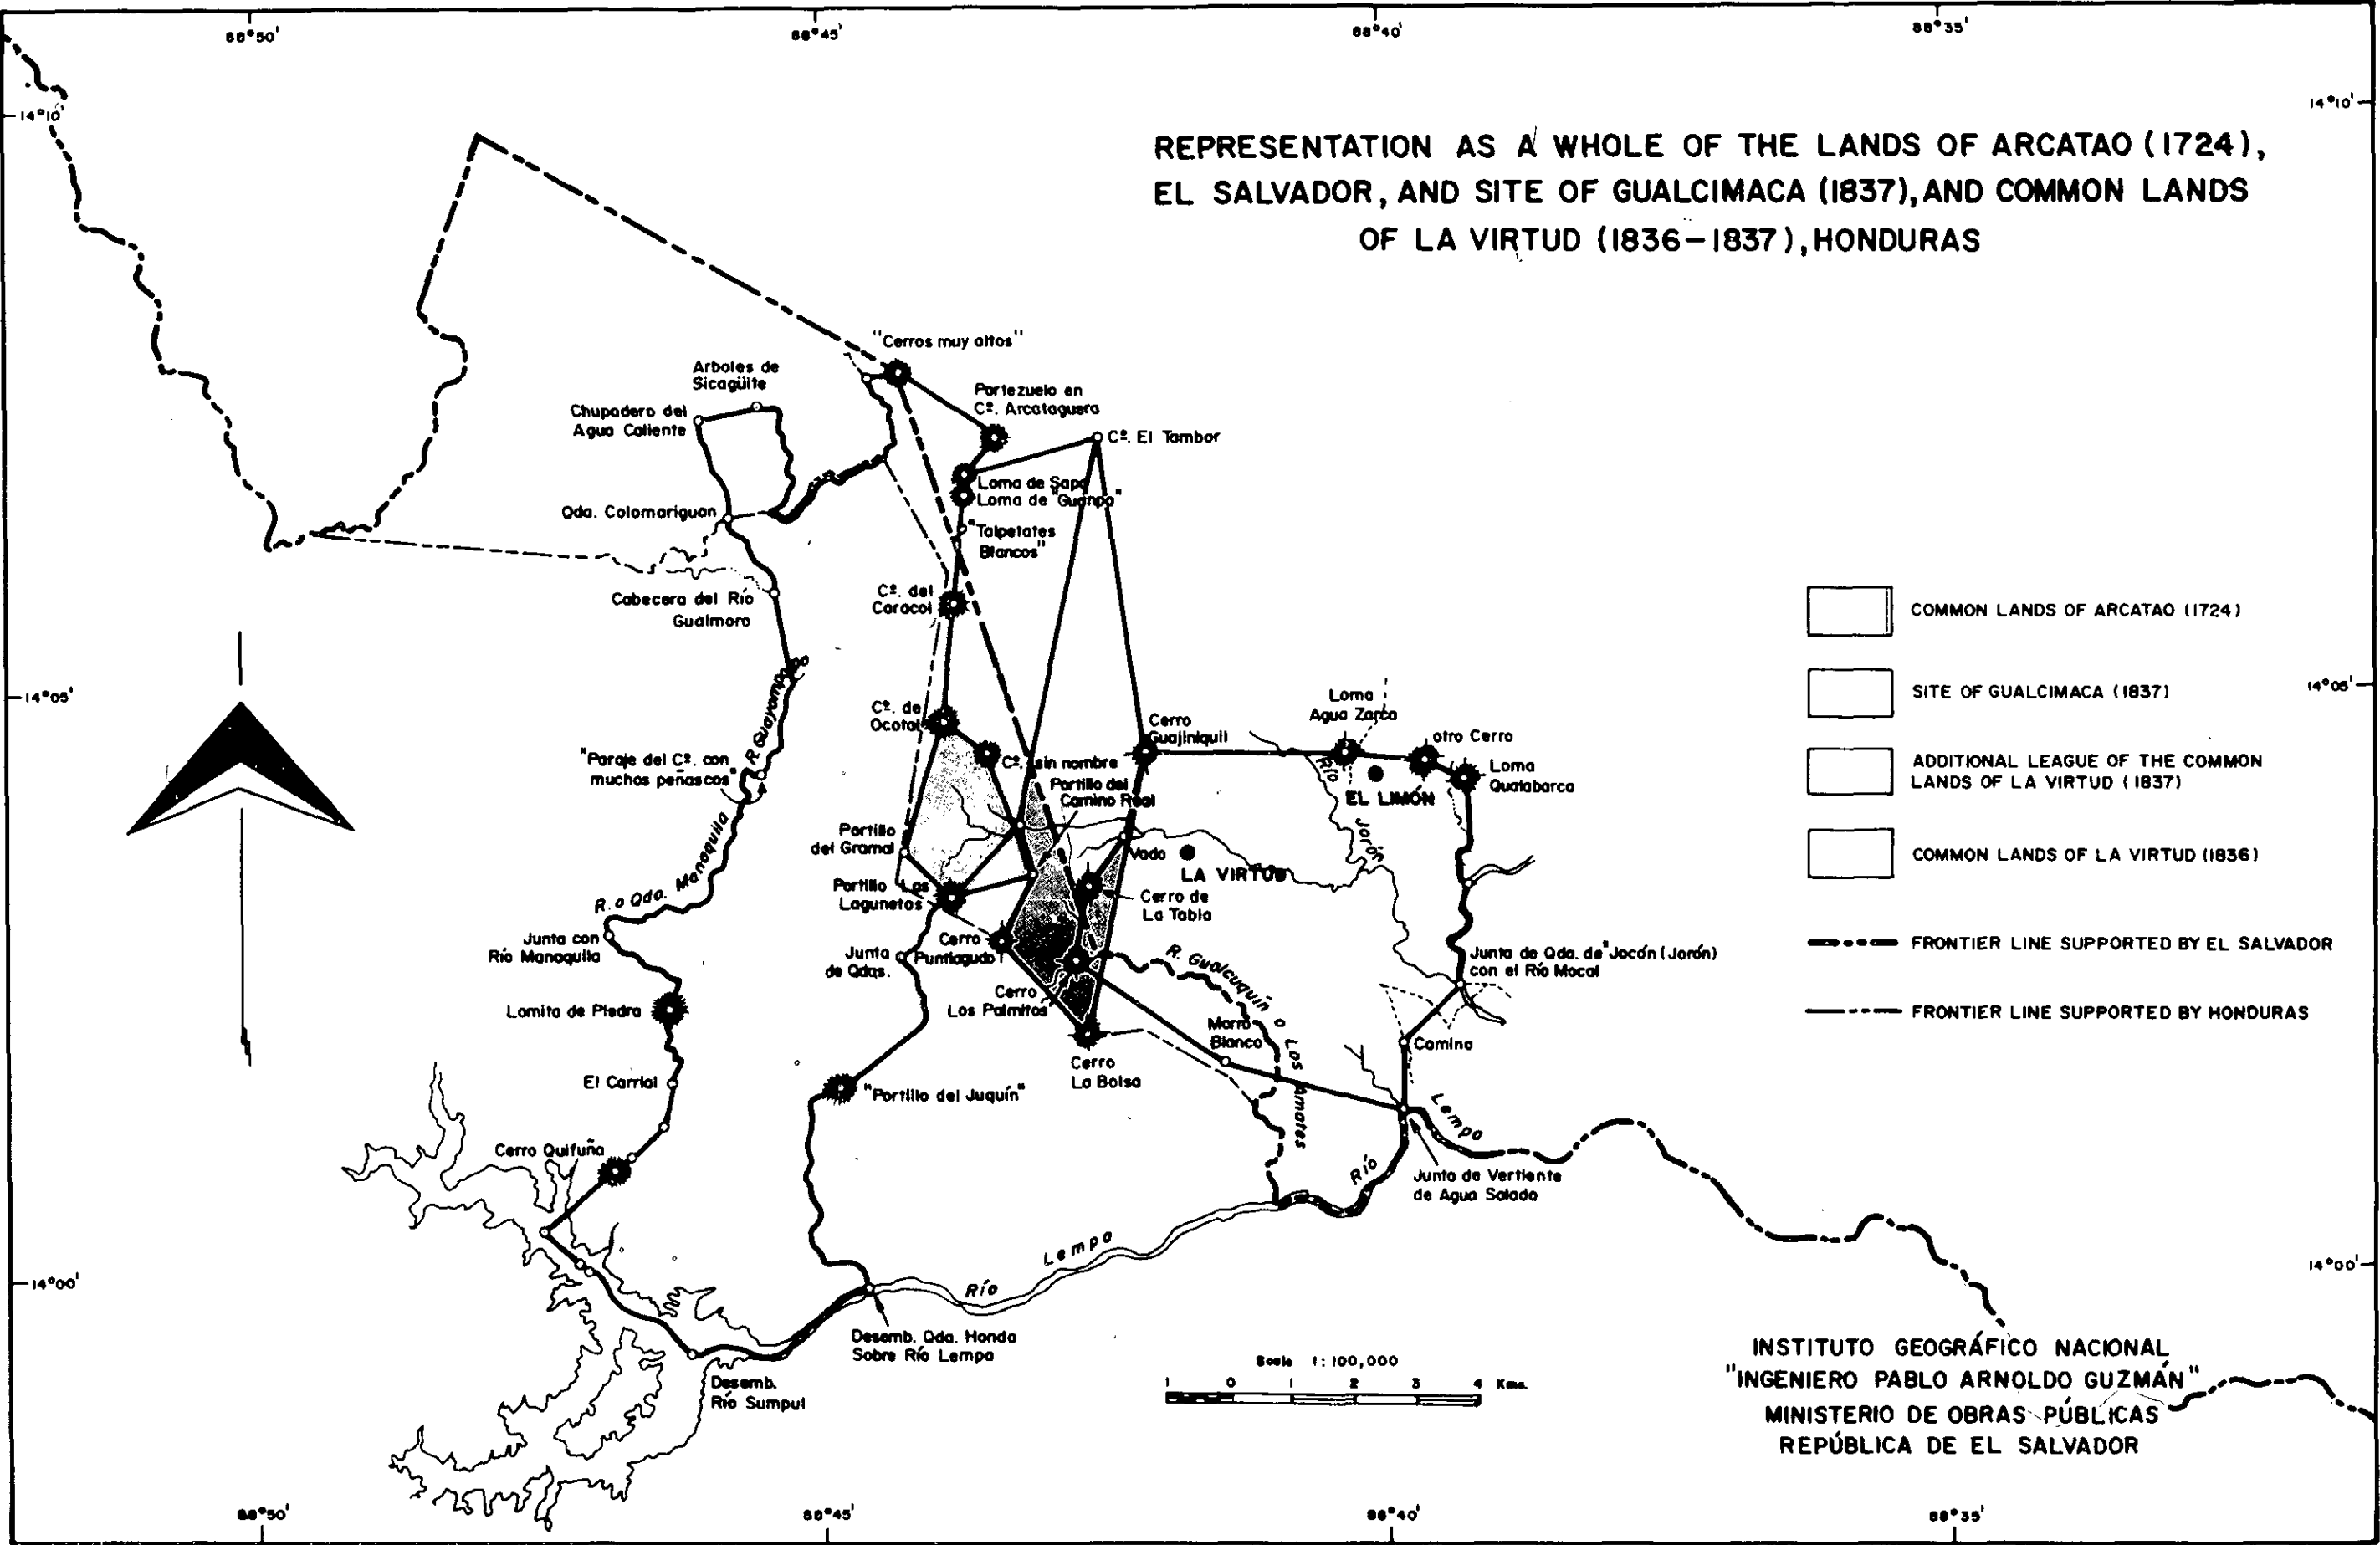 88°50'
88°45'
88°40'
88°35'
14°10'
14°10'
REPRESENTATION AS A WHOLE OF THE LANDS OF ARCATAO (1724),
EL SALVADOR, AND SITE OF GUALCIMACA (1837), AND COMMON LANDS
OF LA VIRTUD (1836-1837), HONDURAS
"Cerros muy altos"
Arboles de
Sicagüite
Portezuelo en
Cº. Arcataguera
Chupadero del
Agua Caliente
Cº. El Tambor
Loma de Sapo
Loma de "Guampa"
Qda. Colomariguan
"Talpetates
Blancos"
Cº. del
Caracol
Cabecera del Río
Gualmoro
COMMON LANDS OF ARCATAO (1724)
R. Guayampopo
14°05'
14°05'
SITE OF GUALCIMACA (1837)
Cº. de
Ocotal
Loma
Agua Zarca
Cerro
Guajiniquil
otro Cerro
"Paraje del Cº. con
muchos peñascos"
Cº. sin nombre
Loma
Qualabarca
ADDITIONAL LEAGUE OF THE COMMON
LANDS OF LA VIRTUD (1837)
Portillo del
Camino Real
Río Jorón
EL LIMÓN
Portillo
del Gramal
Vado
LA VIRTUD
COMMON LANDS OF LA VIRTUD (1836)
R. o Qda. Manaquila
Portillo Las
Lagunetas
Cerro de
La Tabla
Junta con
Río Manaquila
Cerro
Puntiagudo
Junta
de Qdas.
R. Gualcuquín o Los Amates
Junta de Qda. de "Jocón (Jorón)
con el Río Mocal
FRONTIER LINE SUPPORTED BY EL SALVADOR
Lomita de Piedra
Cerro
Los Palmitos
FRONTIER LINE SUPPORTED BY HONDURAS
Morro
Blanco
Camino
El Carrial
Cerro
La Bolsa
"Portillo del Juquín"
Lempa
Cerro Quifuña
Río
Junta de Vertiente
de Agua Salada
Lempa
Río
14°00'
14°00'
Desemb. Qda. Honda
Sobre Río Lempa
Desemb.
Río Sumpul
Scale 1:100,000
1 0 1 2 3 4 Kms.
INSTITUTO GEOGRÁFICO NACIONAL
"INGENIERO PABLO ARNOLDO GUZMÁN"
MINISTERIO DE OBRAS PÚBLICAS
REPÚBLICA DE EL SALVADOR
88°50'
88°45'
88°40'
88°35'